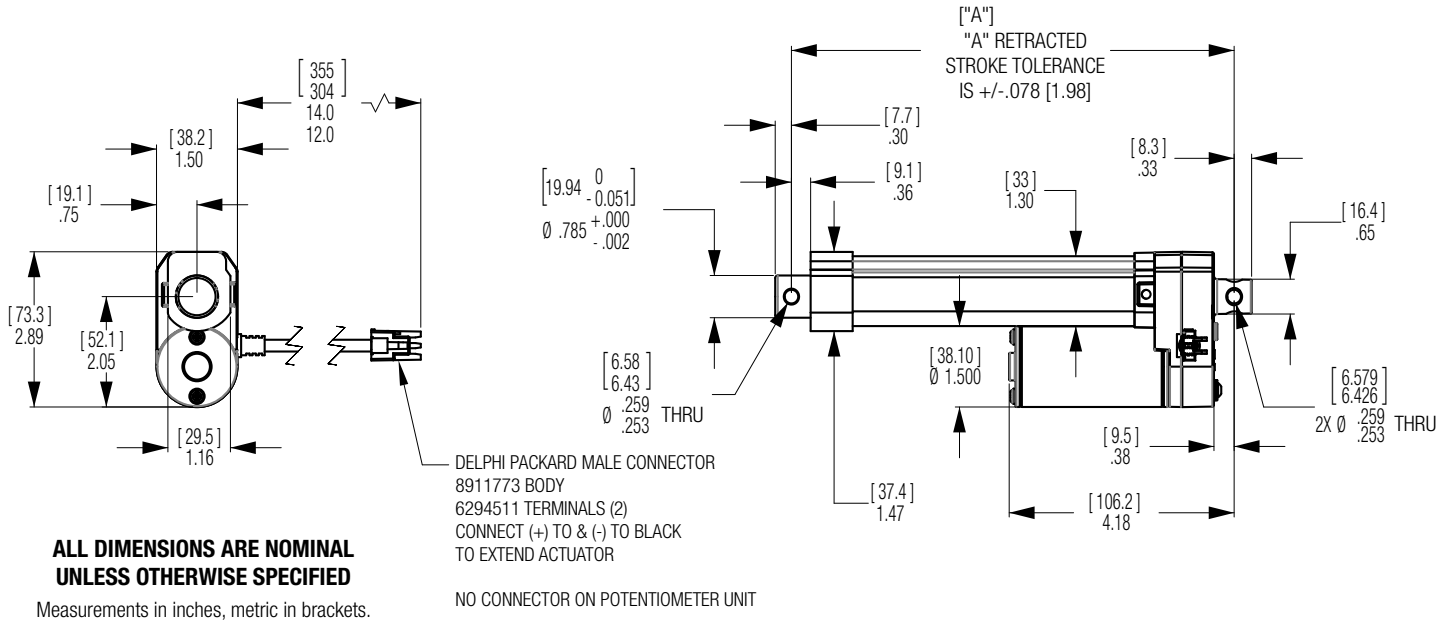 ["A"]
"A" RETRACTED
STROKE TOLERANCE
IS +/-.078 [1.98]
[ 355
304 ]
14.0
12.0
[ 38.2 ]
1.50
[ 19.1 ]
.75
[ 73.3 ]
2.89
[ 52.1 ]
2.05
[ 29.5 ]
1.16
[ 7.7 ]
.30
[ 9.1 ]
.36
[ 8.3 ]
.33
[ 33 ]
1.30
[ 16.4 ]
.65
[19.94 0
-0.051]
Ø .785 +.000
- .002
[ 6.58
6.43 ]
Ø .259
.253 THRU
[ 38.10 ]
Ø 1.500
[ 6.579
6.426 ]
2X Ø .259
.253 THRU
[ 9.5 ]
.38
[ 37.4 ]
1.47
[ 106.2 ]
4.18
DELPHI PACKARD MALE CONNECTOR
8911773 BODY
6294511 TERMINALS (2)
CONNECT (+) TO & (-) TO BLACK
TO EXTEND ACTUATOR
NO CONNECTOR ON POTENTIOMETER UNIT
ALL DIMENSIONS ARE NOMINAL
UNLESS OTHERWISE SPECIFIED
Measurements in inches, metric in brackets.